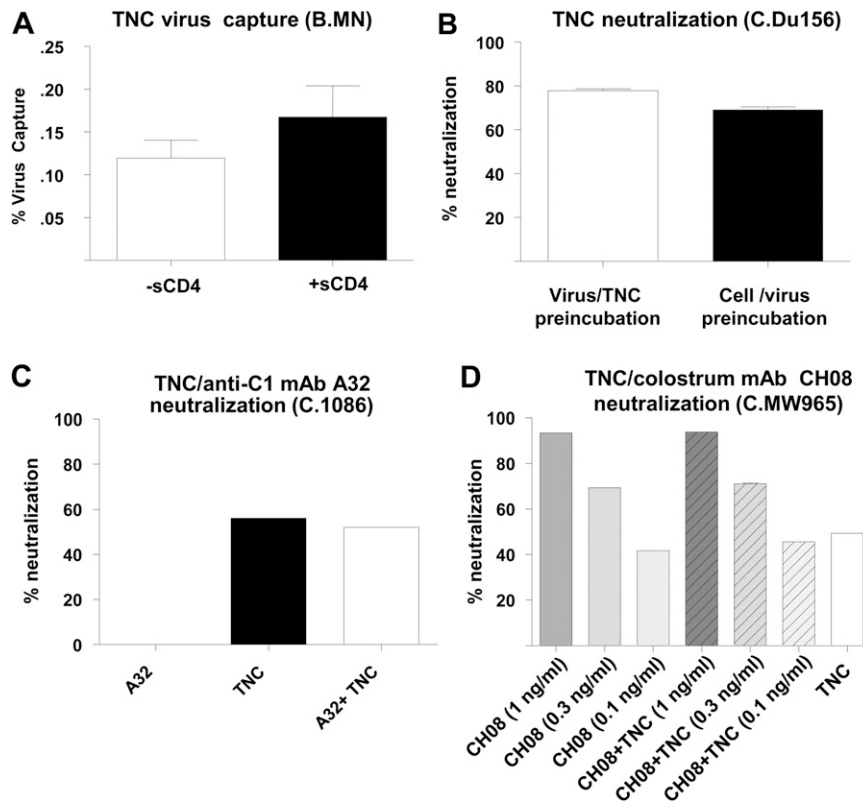 A
TNC virus capture (B.MN)
% Virus Capture
.25
.20
.15
.10
.05
-sCD4
+sCD4
B
TNC neutralization (C.Du156)
% neutralization
100
80
60
40
20
Virus/TNC
preincubation
Cell /virus
preincubation
C
TNC/anti-C1 mAb A32
neutralization (C.1086)
% neutralization
100
80
60
40
20
0
A32
TNC
A32+ TNC
D
TNC/colostrum mAb CH08
neutralization (C.MW965)
% neutralization
100
80
60
40
20
0
CH08 (1 ng/ml)
CH08 (0.3 ng/ml)
CH08 (0.1 ng/ml)
CH08+TNC (1 ng/ml)
CH08+TNC (0.3 ng/ml)
CH08+TNC (0.1 ng/ml)
TNC